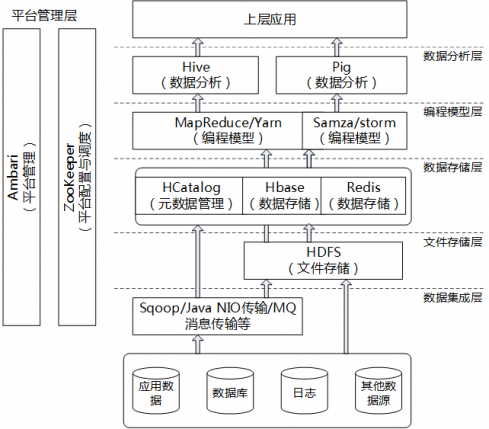 平台管理层
上层应用
数据分析层
Hive
（数据分析）
Pig
（数据分析）
编程模型层
MapReduce/Yarn
（编程模型）
Samza/storm
（编程模型）
数据存储层
HCatalog
（元数据管理）
Hbase
（数据存储）
Redis
（数据存储）
文件存储层
HDFS
（文件存储）
数据集成层
Sqoop/Java NIO传输/MQ
消息传输等
应用数
据
数据库
日志
其他数
据源
Ambari
（平台管理）
ZooKeeper
（平台配置与调度）